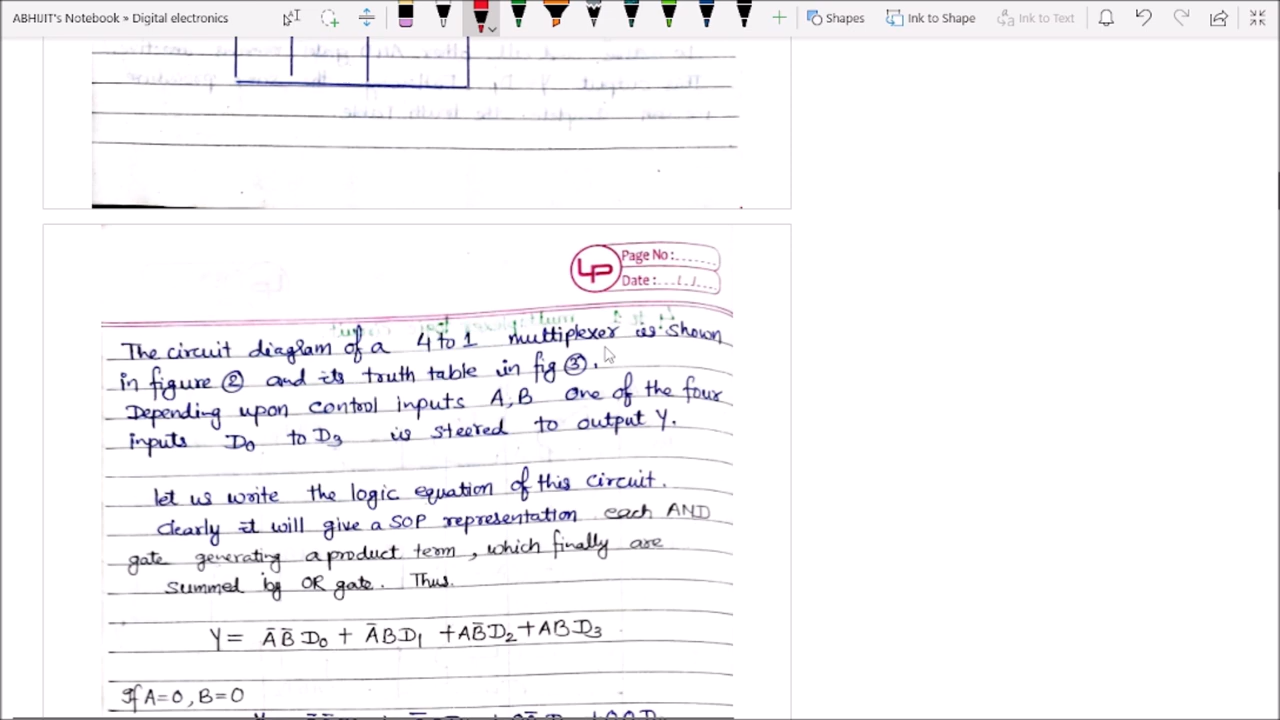 ABHIJIT's Notebook » Digital electronics
Shapes
Ink to Shape
Ink to Text
LP
Page No:.......
Date:...../.../....
The circuit diagram of a 4 to 1 multiplexer is shown
in figure ② and its truth table in fig ③.
Depending upon control inputs A, B one of the four
inputs D₀ to D₃ is steered to output Y.
let us write the logic equation of this circuit.
Clearly it will give a SOP representation each AND
gate generating a product term, which finally are
summed by OR gate. Thus.
Y= ĀB̄D₀ + ĀBD₁ +AB̄D₂+ABD₃
If A=0, B=0